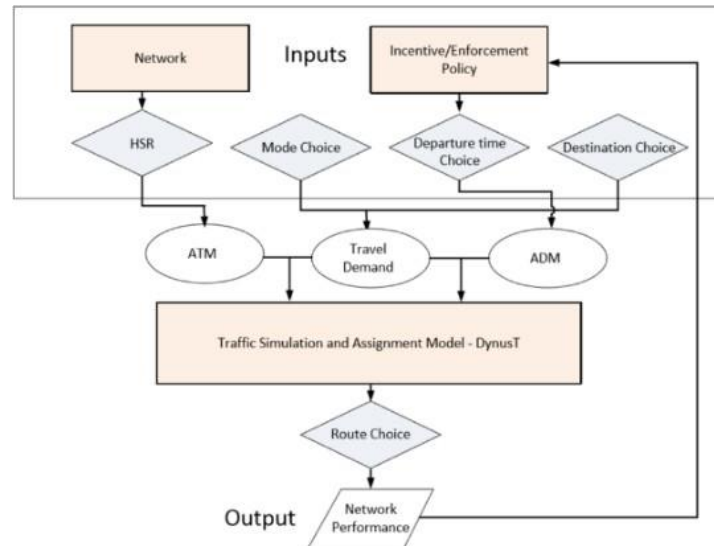 Network
Inputs
Incentive/Enforcement
Policy
HSR
Mode Choice
Departure time
Choice
Destination Choice
ATM
Travel
Demand
ADM
Traffic Simulation and Assignment Model - DynusT
Route Choice
Output
Network
Performance